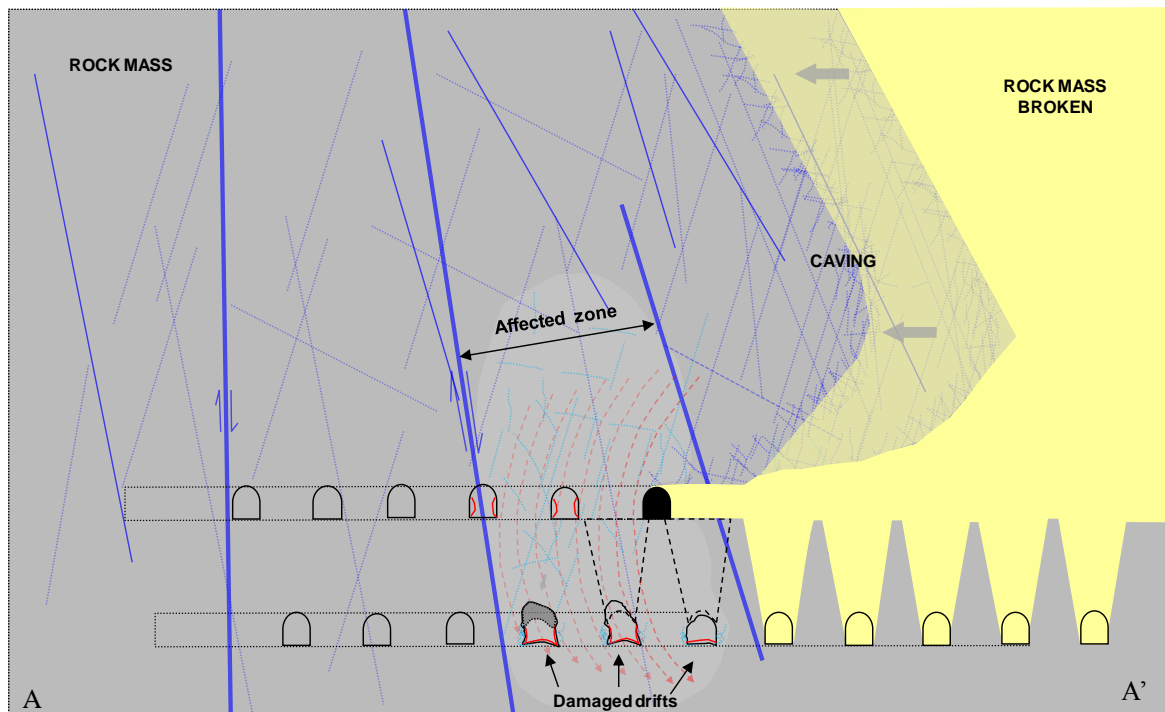 ROCK MASS
ROCK MASS
BROKEN
CAVING
Affected zone
Damaged drifts
A
A’